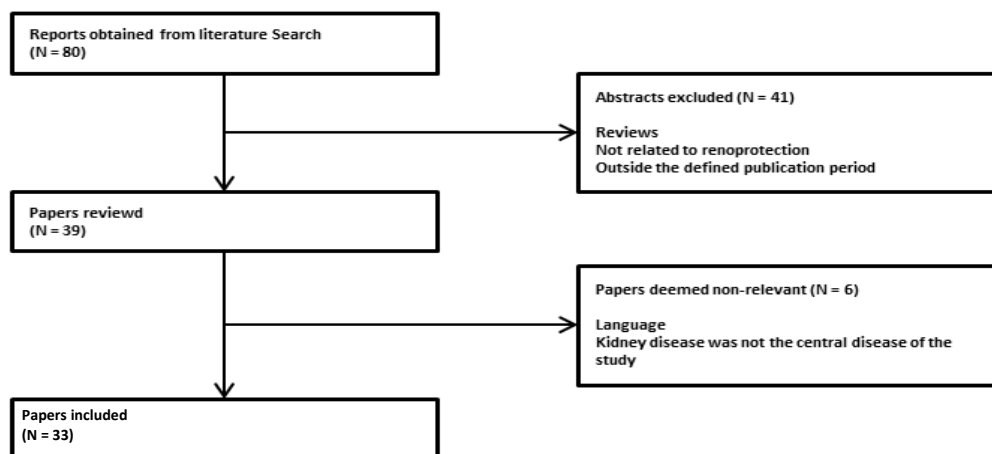 Reports obtained from literature Search
(N = 80)
Abstracts excluded (N = 41)
Reviews
Not related to renoprotection
Outside the defined publication period
Papers reviewd
(N = 39)
Papers deemed non-relevant (N = 6)
Language
Kidney disease was not the central disease of the
study
Papers included
(N = 33)